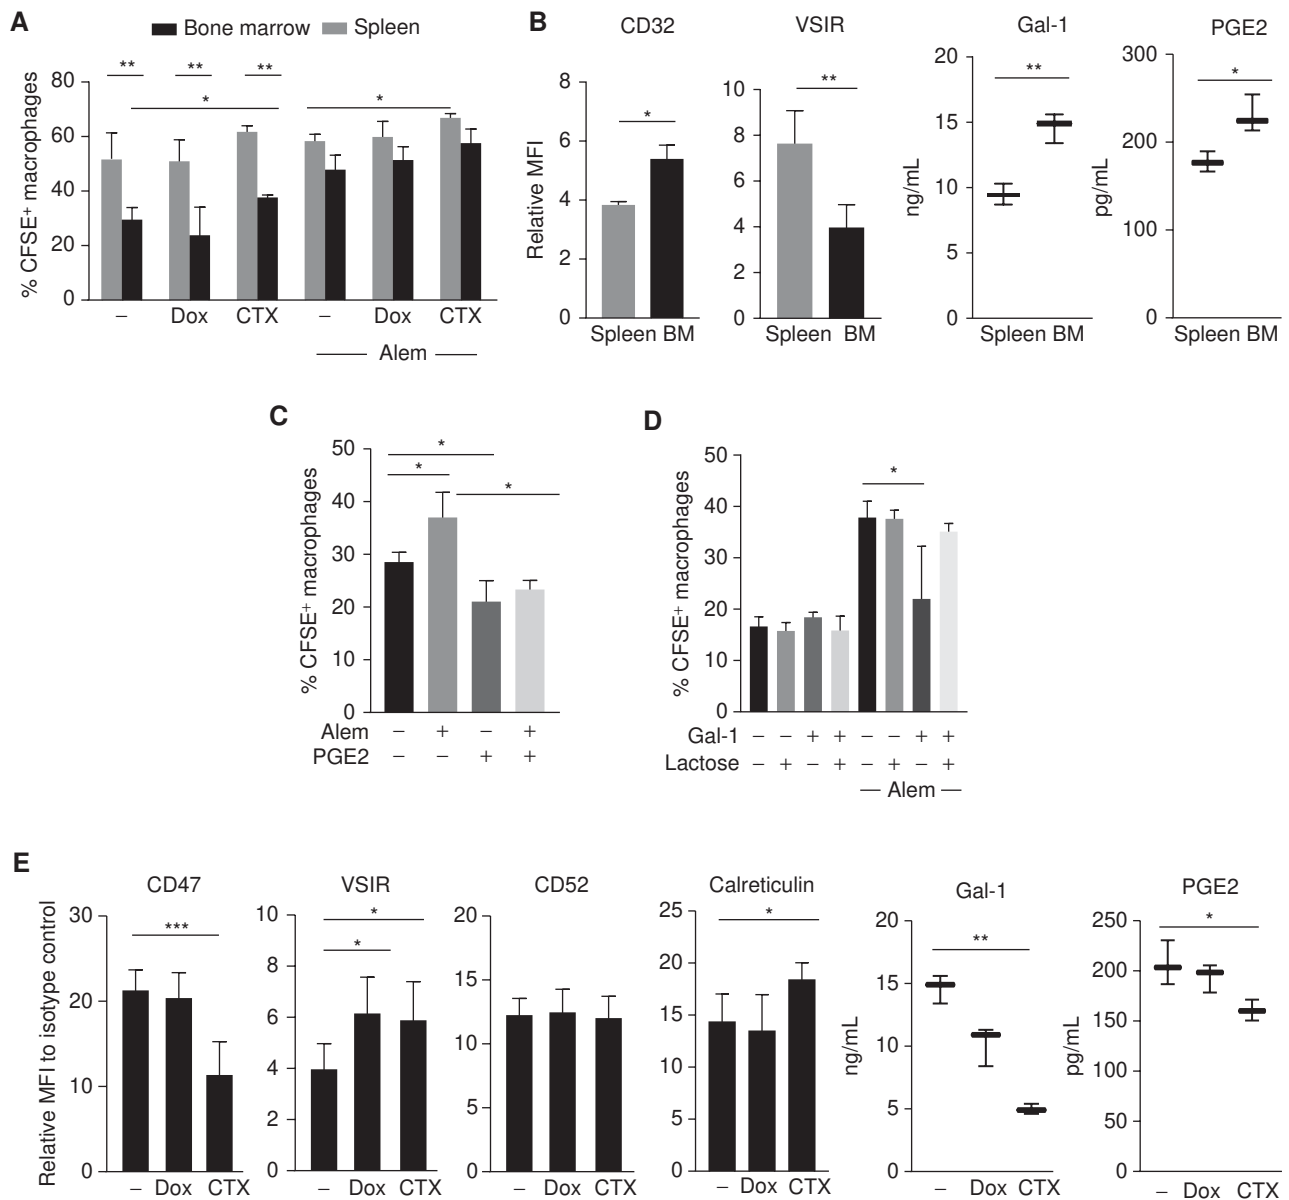 A
Bone marrow Spleen
% CFSE+ macrophages
80
60
40
20
0
** ** **
* *
– Dox CTX – Dox CTX
Alem
B
CD32
Relative MFI
8
6
4
2
0
*
Spleen BM
VSIR
10
8
6
4
2
0
**
Spleen BM
Gal-1
ng/mL
20
15
10
5
0
**
Spleen BM
PGE2
pg/mL
300
200
100
0
*
Spleen BM
C
% CFSE+ macrophages
50
40
30
20
10
0
*
*
*
Alem – + – +
PGE2 – – + +
D
% CFSE+ macrophages
50
40
30
20
10
0
*
Gal-1 – – + + – – + +
Lactose – + – + – + – +
Alem
E
Relative MFI to isotype control
CD47
30
20
10
0
***
– Dox CTX
VSIR
10
8
6
4
2
0
*
*
– Dox CTX
CD52
20
15
10
5
0
– Dox CTX
Calreticulin
25
20
15
10
5
0
*
– Dox CTX
Gal-1
ng/mL
20
15
10
5
0
**
– Dox CTX
PGE2
pg/mL
250
200
150
100
50
0
*
– Dox CTX